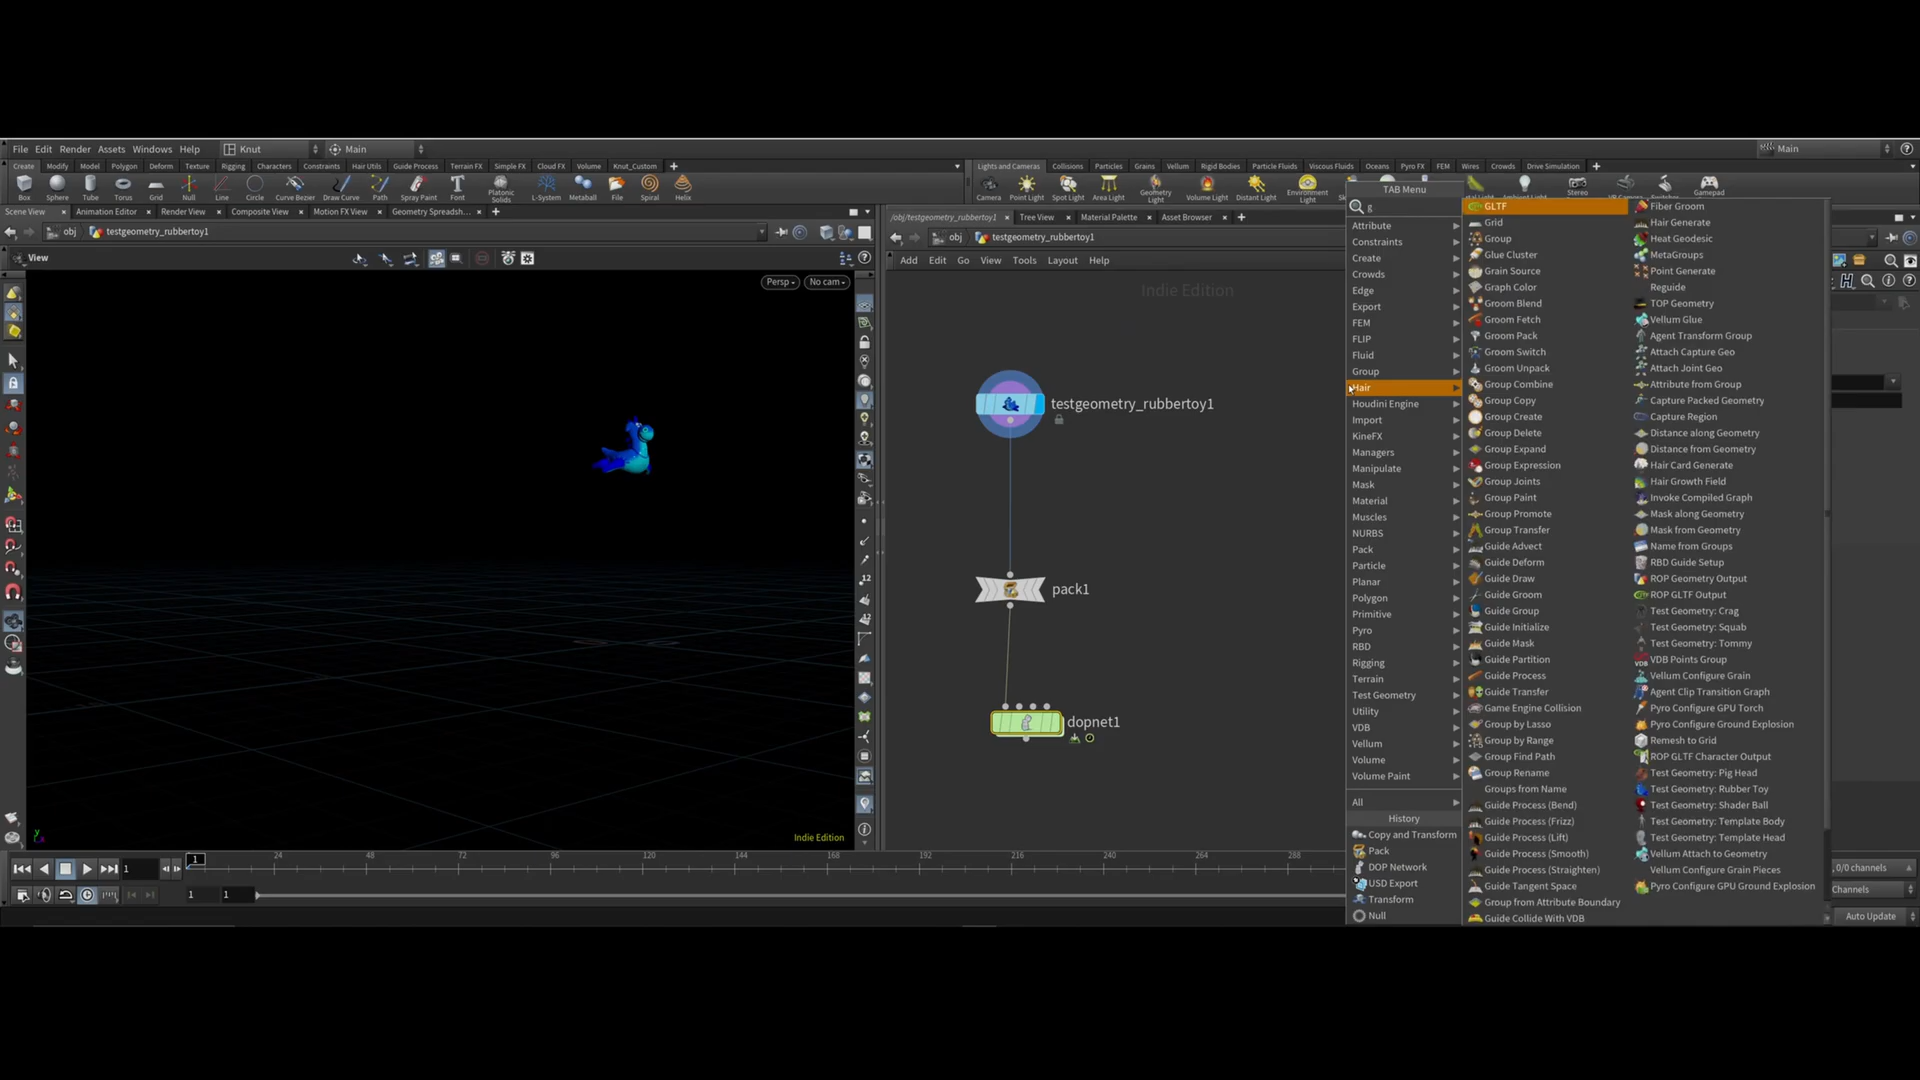 File Edit Render Assets Windows Help Knut Main Main
Create Modify Model Polygon Deform Texture Rigging Characters Constraints Hair Utils Guide Process Terrain FX Simple FX Cloud FX Volume Knut_Custom
Lights and Cameras Collisions Particles Grains Vellum Rigid Bodies Particle Fluids Viscous Fluids Oceans Pyro FX FEM Wires Crowds Drive Simulation
Box Sphere Tube Torus Grid Null Line Circle Curve Bezier Draw Curve Path Spray Paint Font Platonic Solids L-System Metaball File Spiral Helix
Camera Point Light Spot Light Area Light Geometry Light Volume Light Distant Light Environment Light Stereo Gamepad
Scene View Animation Editor Render View Composite View Motion FX View Geometry Spreadsh...
/obj/testgeometry_rubbertoy1 Tree View Material Palette Asset Browser
obj testgeometry_rubbertoy1
obj testgeometry_rubbertoy1
View
Add Edit Go View Tools Layout Help
Persp No cam
Indie Edition
testgeometry_rubbertoy1
pack1
dopnet1
Indie Edition
TAB Menu
g
Attribute
Constraints
Create
Crowds
Edge
Export
FEM
FLIP
Fluid
Group
Hair
Houdini Engine
Import
KineFX
Managers
Manipulate
Mask
Material
Muscles
NURBS
Pack
Particle
Planar
Polygon
Primitive
Pyro
RBD
Rigging
Terrain
Test Geometry
Utility
VDB
Vellum
Volume
Volume Paint
All
History
Copy and Transform
Pack
DOP Network
USD Export
Transform
Null
GLTF
Grid
Group
Glue Cluster
Grain Source
Graph Color
Groom Blend
Groom Fetch
Groom Pack
Groom Switch
Groom Unpack
Group Combine
Group Copy
Group Create
Group Delete
Group Expand
Group Expression
Group Joints
Group Paint
Group Promote
Group Transfer
Guide Advect
Guide Deform
Guide Draw
Guide Groom
Guide Group
Guide Initialize
Guide Mask
Guide Partition
Guide Process
Guide Transfer
Game Engine Collision
Group by Lasso
Group by Range
Group Find Path
Group Rename
Groups from Name
Guide Process (Bend)
Guide Process (Frizz)
Guide Process (Lift)
Guide Process (Smooth)
Guide Process (Straighten)
Guide Tangent Space
Group from Attribute Boundary
Guide Collide With VDB
Fiber Groom
Hair Generate
Heat Geodesic
MetaGroups
Point Generate
Reguide
TOP Geometry
Vellum Glue
Agent Transform Group
Attach Capture Geo
Attach Joint Geo
Attribute from Group
Capture Packed Geometry
Capture Region
Distance along Geometry
Distance from Geometry
Hair Card Generate
Hair Growth Field
Invoke Compiled Graph
Mask along Geometry
Mask from Geometry
Name from Groups
RBD Guide Setup
ROP Geometry Output
ROP GLTF Output
Test Geometry: Crag
Test Geometry: Squab
Test Geometry: Tommy
VDB Points Group
Vellum Configure Grain
Agent Clip Transition Graph
Pyro Configure GPU Torch
Pyro Configure Ground Explosion
Remesh to Grid
ROP GLTF Character Output
Test Geometry: Pig Head
Test Geometry: Rubber Toy
Test Geometry: Shader Ball
Test Geometry: Template Body
Test Geometry: Template Head
Vellum Attach to Geometry
Vellum Configure Grain Pieces
Pyro Configure GPU Ground Explosion
1 1 24 48 72 96 120 144 168 192 216 240 264 288
1 1
0/0 channels
Channels
Auto Update